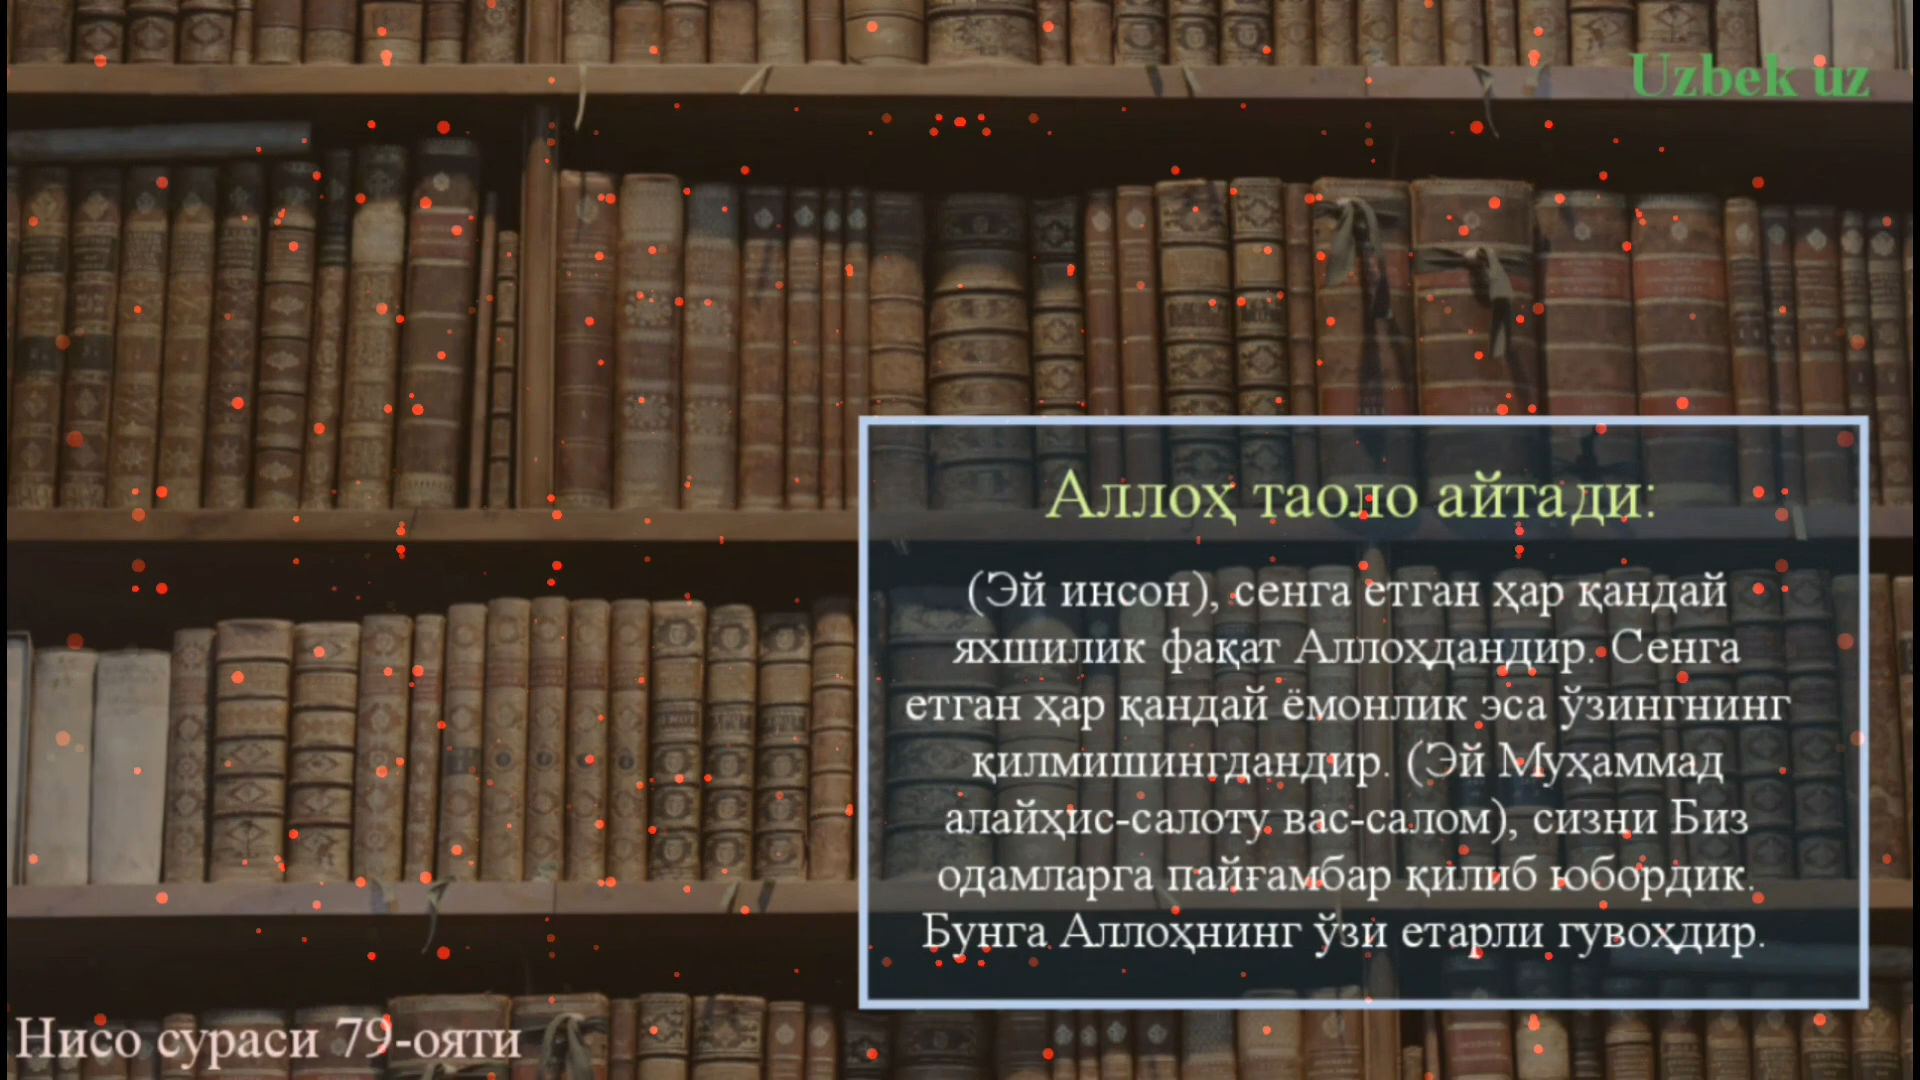 Uzbek uz
Аллоҳ таоло айтади:
(Эй инсон), сенга етган ҳар қандай
яхшилик фақат Аллоҳдандир. Сенга
етган ҳар қандай ёмонлик эса ўзингнинг
қилмишингдандир. (Эй Муҳаммад
алайҳис-салоту вас-салом), сизни Биз
одамларга пайғамбар қилиб юбордик.
Бунга Аллоҳнинг ўзи етарли гувоҳдир.
Нисо сураси 79-ояти